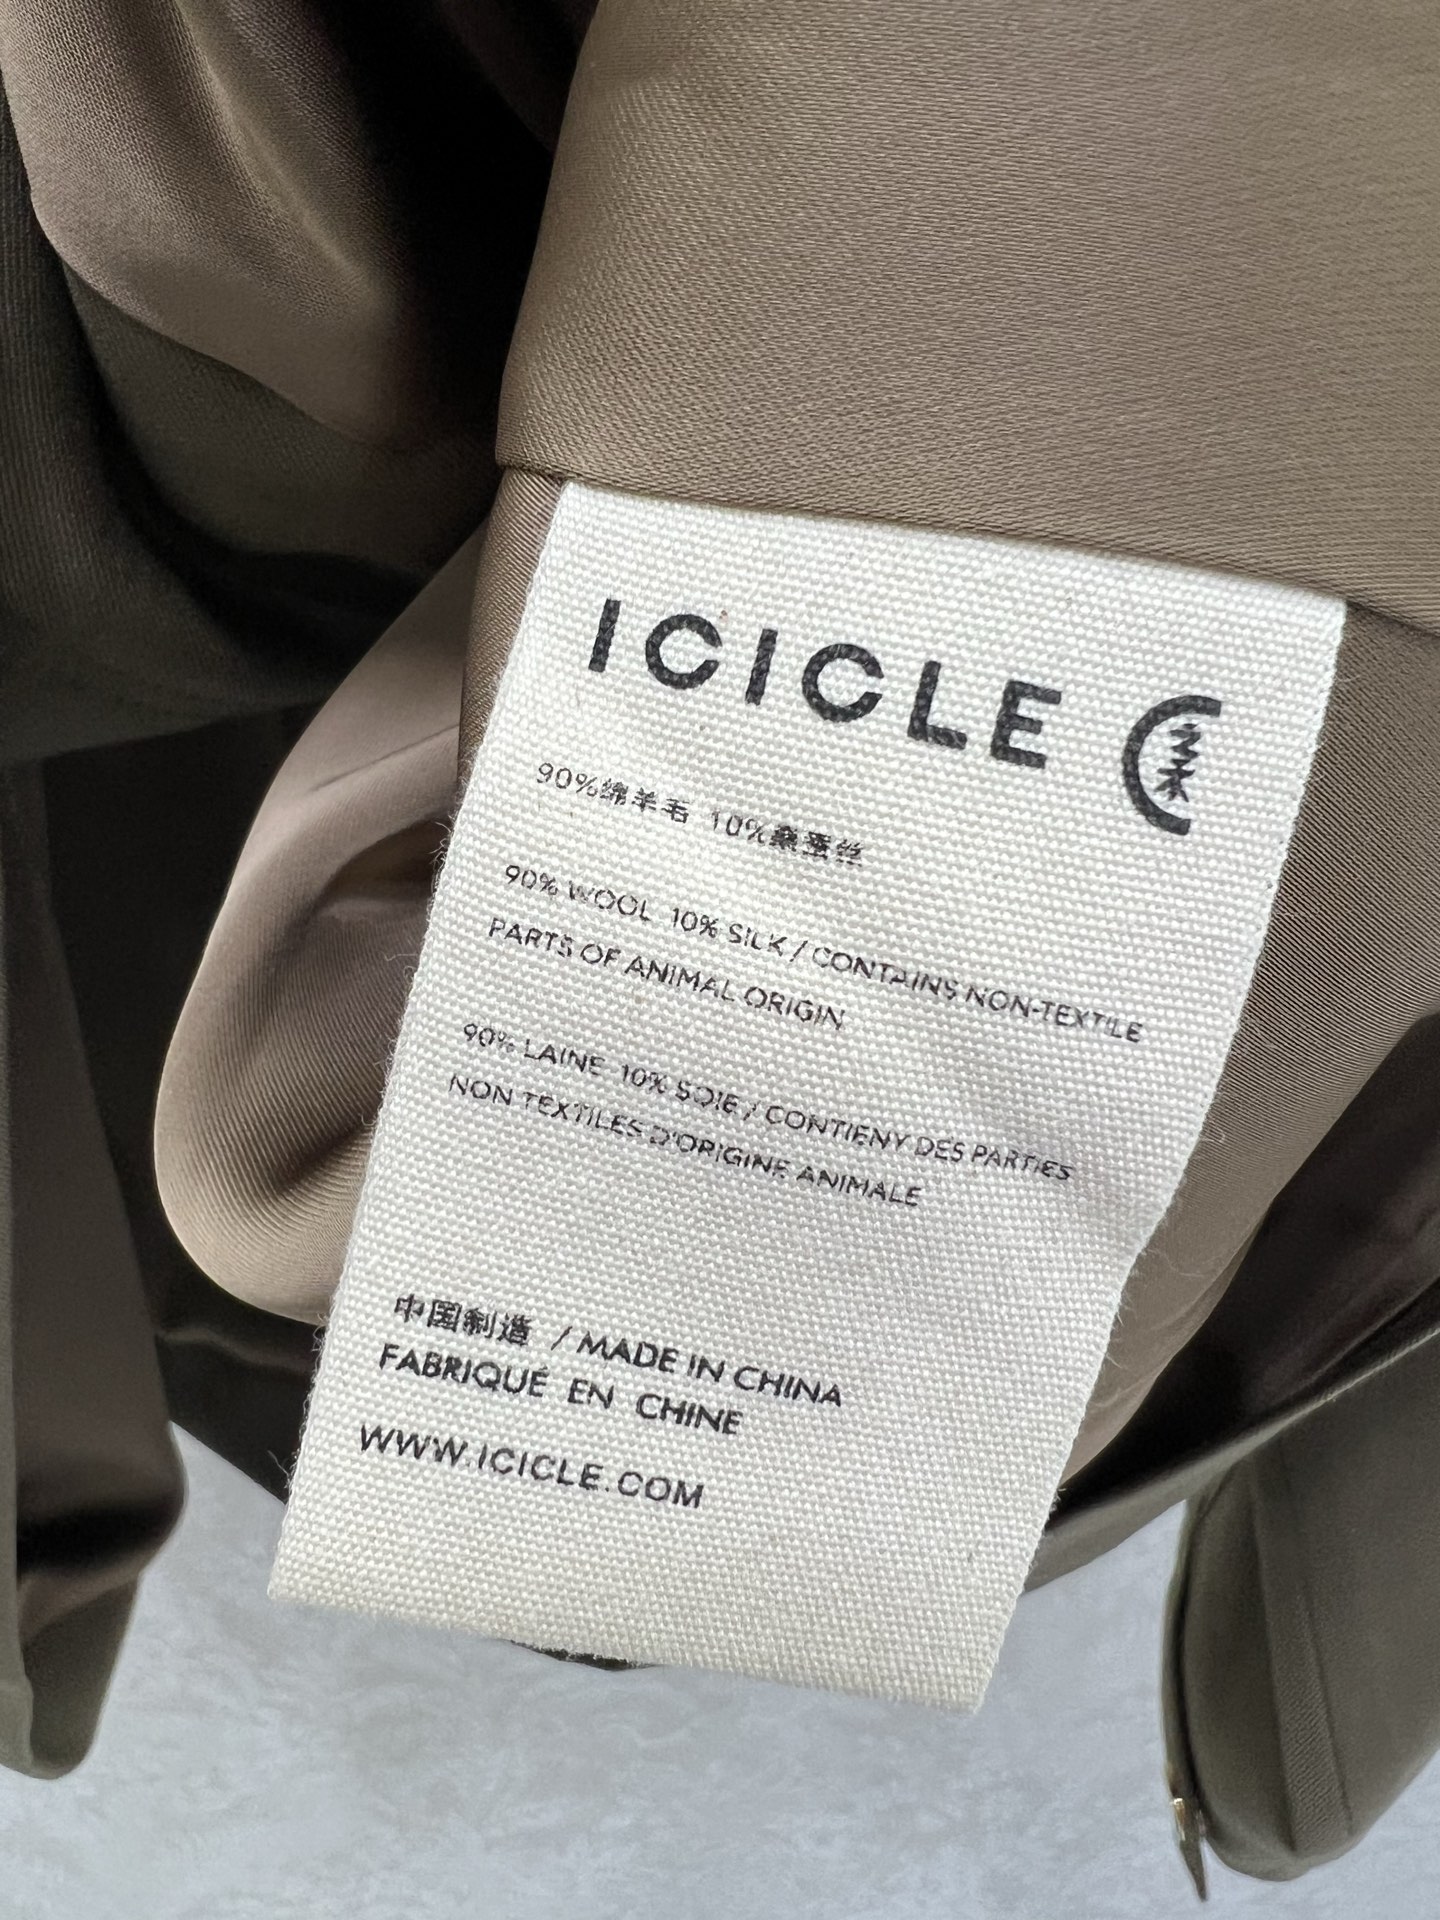 ICICLE 之禾
90%绵羊毛 10%桑蚕丝
90% WOOL 10% SILK / CONTAINS NON-TEXTILE
PARTS OF ANIMAL ORIGIN
90% LAINE 10% SOIE / CONTIENY DES PARTIES
NON TEXTILES D'ORIGINE ANIMALE
中国制造 / MADE IN CHINA
FABRIQUÉ EN CHINE
WWW.ICICLE.COM